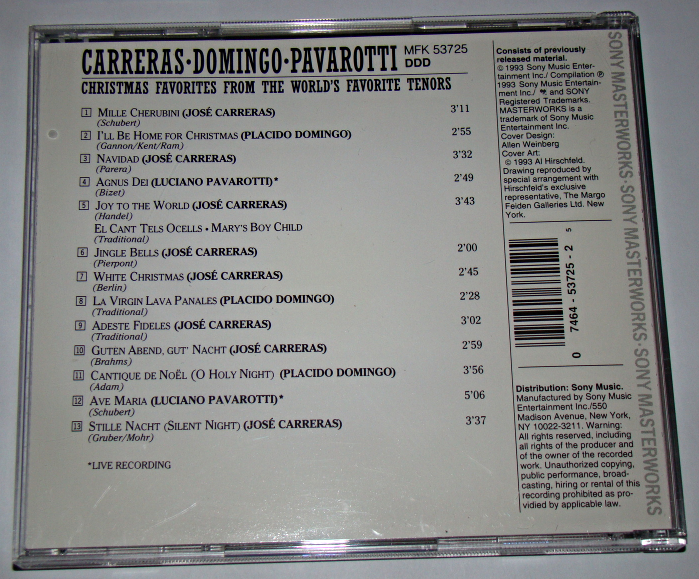 CARRERAS·DOMINGO·PAVAROTTI MFK 53725
DDD
CHRISTMAS FAVORITES FROM THE WORLD'S FAVORITE TENORS
1 MILLE CHERUBINI (JOSÉ CARRERAS) 3'11
(Schubert)
2 I'LL BE HOME FOR CHRISTMAS (PLACIDO DOMINGO) 2'55
(Gannon/Kent/Ram)
3 NAVIDAD (JOSÉ CARRERAS) 3'32
(Parera)
4 AGNUS DEI (LUCIANO PAVAROTTI)* 2'49
(Bizet)
5 JOY TO THE WORLD (JOSÉ CARRERAS) 3'43
(Handel)
EL CANT TELS OCELLS • MARY'S BOY CHILD
(Traditional)
6 JINGLE BELLS (JOSÉ CARRERAS) 2'00
(Pierpont)
7 WHITE CHRISTMAS (JOSÉ CARRERAS) 2'45
(Berlin)
8 LA VIRGIN LAVA PANALES (PLACIDO DOMINGO) 2'28
(Traditional)
9 ADESTE FIDELES (JOSÉ CARRERAS) 3'02
(Traditional)
10 GUTEN ABEND, GUT' NACHT (JOSÉ CARRERAS) 2'59
(Brahms)
11 CANTIQUE DE NOËL (O HOLY NIGHT) (PLACIDO DOMINGO) 3'56
(Adam)
12 AVE MARIA (LUCIANO PAVAROTTI)* 5'06
(Schubert)
13 STILLE NACHT (SILENT NIGHT) (JOSÉ CARRERAS) 3'37
(Gruber/Mohr)
*LIVE RECORDING
Consists of previously
released material.
© 1993 Sony Music Enter-
tainment Inc./ Compilation ℗
1993 Sony Music Entertain-
ment Inc./ and SONY
Registered Trademarks.
MASTERWORKS is a
trademark of Sony Music
Entertainment Inc.
Cover Design:
Allen Weinberg
Cover Art:
© 1993 Al Hirschfeld.
Drawing reproduced by
special arrangement with
Hirschfeld's exclusive
representative, The Margo
Feiden Galleries Ltd. New
York.
0 7464 - 53725 - 2 5
Distribution: Sony Music.
Manufactured by Sony Music
Entertainment Inc./550
Madison Avenue, New York,
NY 10022-3211. Warning:
All rights reserved, including
all rights of the producer and
of the owner of the recorded
work. Unauthorized copying,
public performance, broad-
casting, hiring or rental of this
recording prohibited as pro-
vided by applicable law.
SONY MASTERWORKS·SONY MASTERWORKS·SONY MASTERWORKS